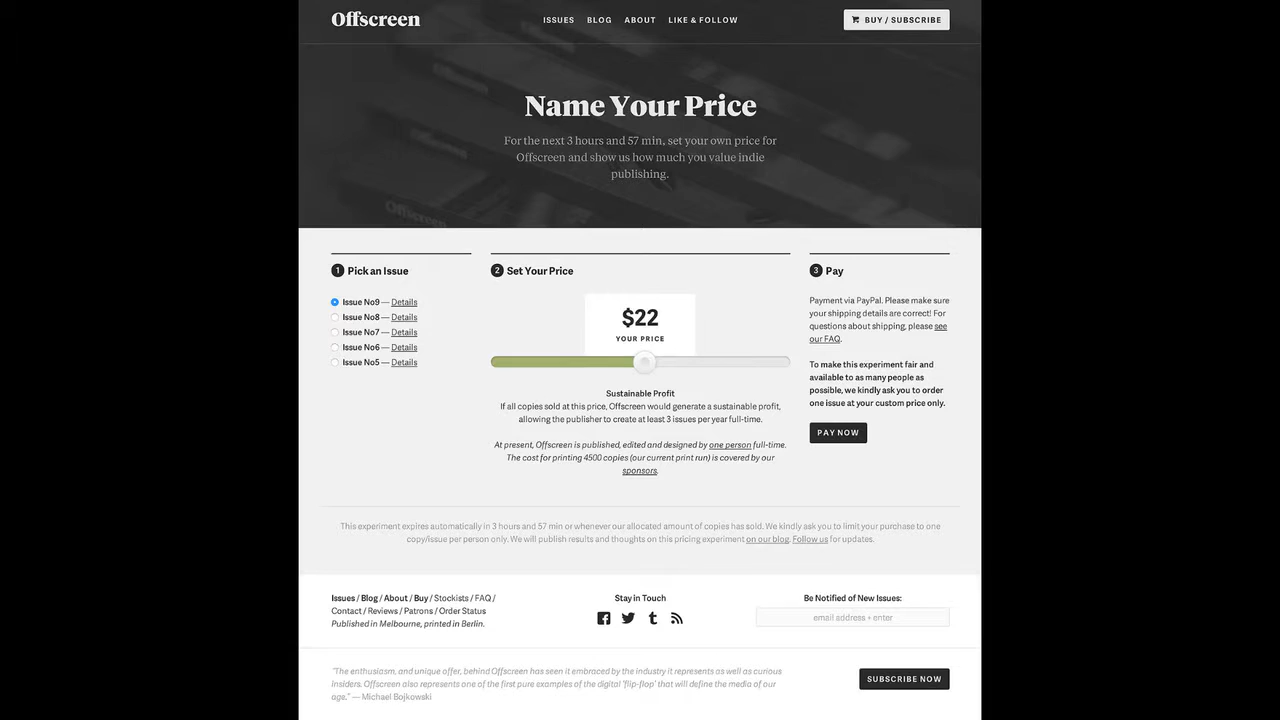 Offscreen
ISSUES BLOG ABOUT LIKE & FOLLOW
BUY / SUBSCRIBE
Name Your Price
For the next 3 hours and 57 min, set your own price for
Offscreen and show us how much you value indie
publishing.
1 Pick an Issue
Issue No9 — Details
Issue No8 — Details
Issue No7 — Details
Issue No6 — Details
Issue No5 — Details
2 Set Your Price
$22
YOUR PRICE
Sustainable Profit
If all copies sold at this price, Offscreen would generate a sustainable profit,
allowing the publisher to create at least 3 issues per year full-time.
At present, Offscreen is published, edited and designed by one person full-time.
The cost for printing 4500 copies (our current print run) is covered by our
sponsors.
3 Pay
Payment via PayPal. Please make sure
your shipping details are correct! For
questions about shipping, please see
our FAQ.
To make this experiment fair and
available to as many people as
possible, we kindly ask you to order
one issue at your custom price only.
PAY NOW
This experiment expires automatically in 3 hours and 57 min or whenever our allocated amount of copies has sold. We kindly ask you to limit your purchase to one
copy/issue per person only. We will publish results and thoughts on this pricing experiment on our blog. Follow us for updates.
Issues / Blog / About / Buy / Stockists / FAQ /
Contact / Reviews / Patrons / Order Status
Published in Melbourne, printed in Berlin.
Stay in Touch
Be Notified of New Issues:
email address + enter
"The enthusiasm, and unique offer, behind Offscreen has seen it embraced by the industry it represents as well as curious
insiders. Offscreen also represents one of the first pure examples of the digital 'flip-flop' that will define the media of our
age." — Michael Bojkowski
SUBSCRIBE NOW